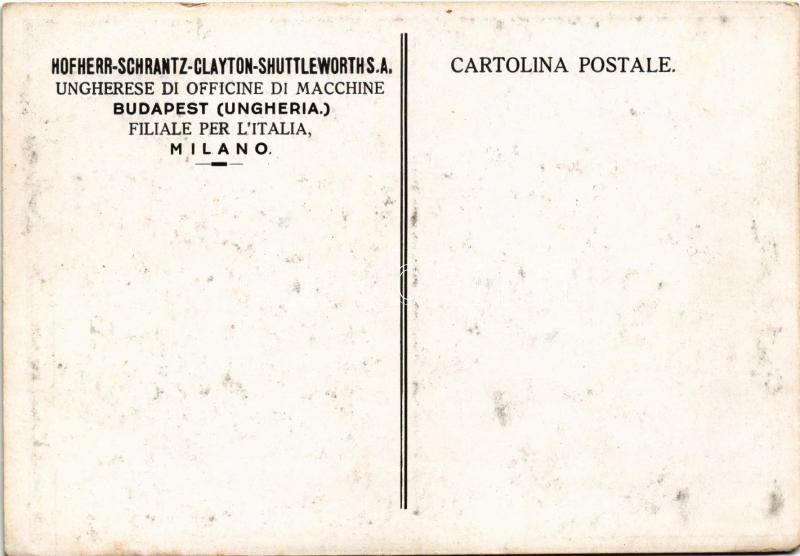 HOFHERR-SCHRANTZ-CLAYTON-SHUTTLEWORTH S.A.
UNGHERESE DI OFFICINE DI MACCHINE
BUDAPEST (UNGHERIA.)
FILIALE PER L'ITALIA,
MILANO.
CARTOLINA POSTALE.